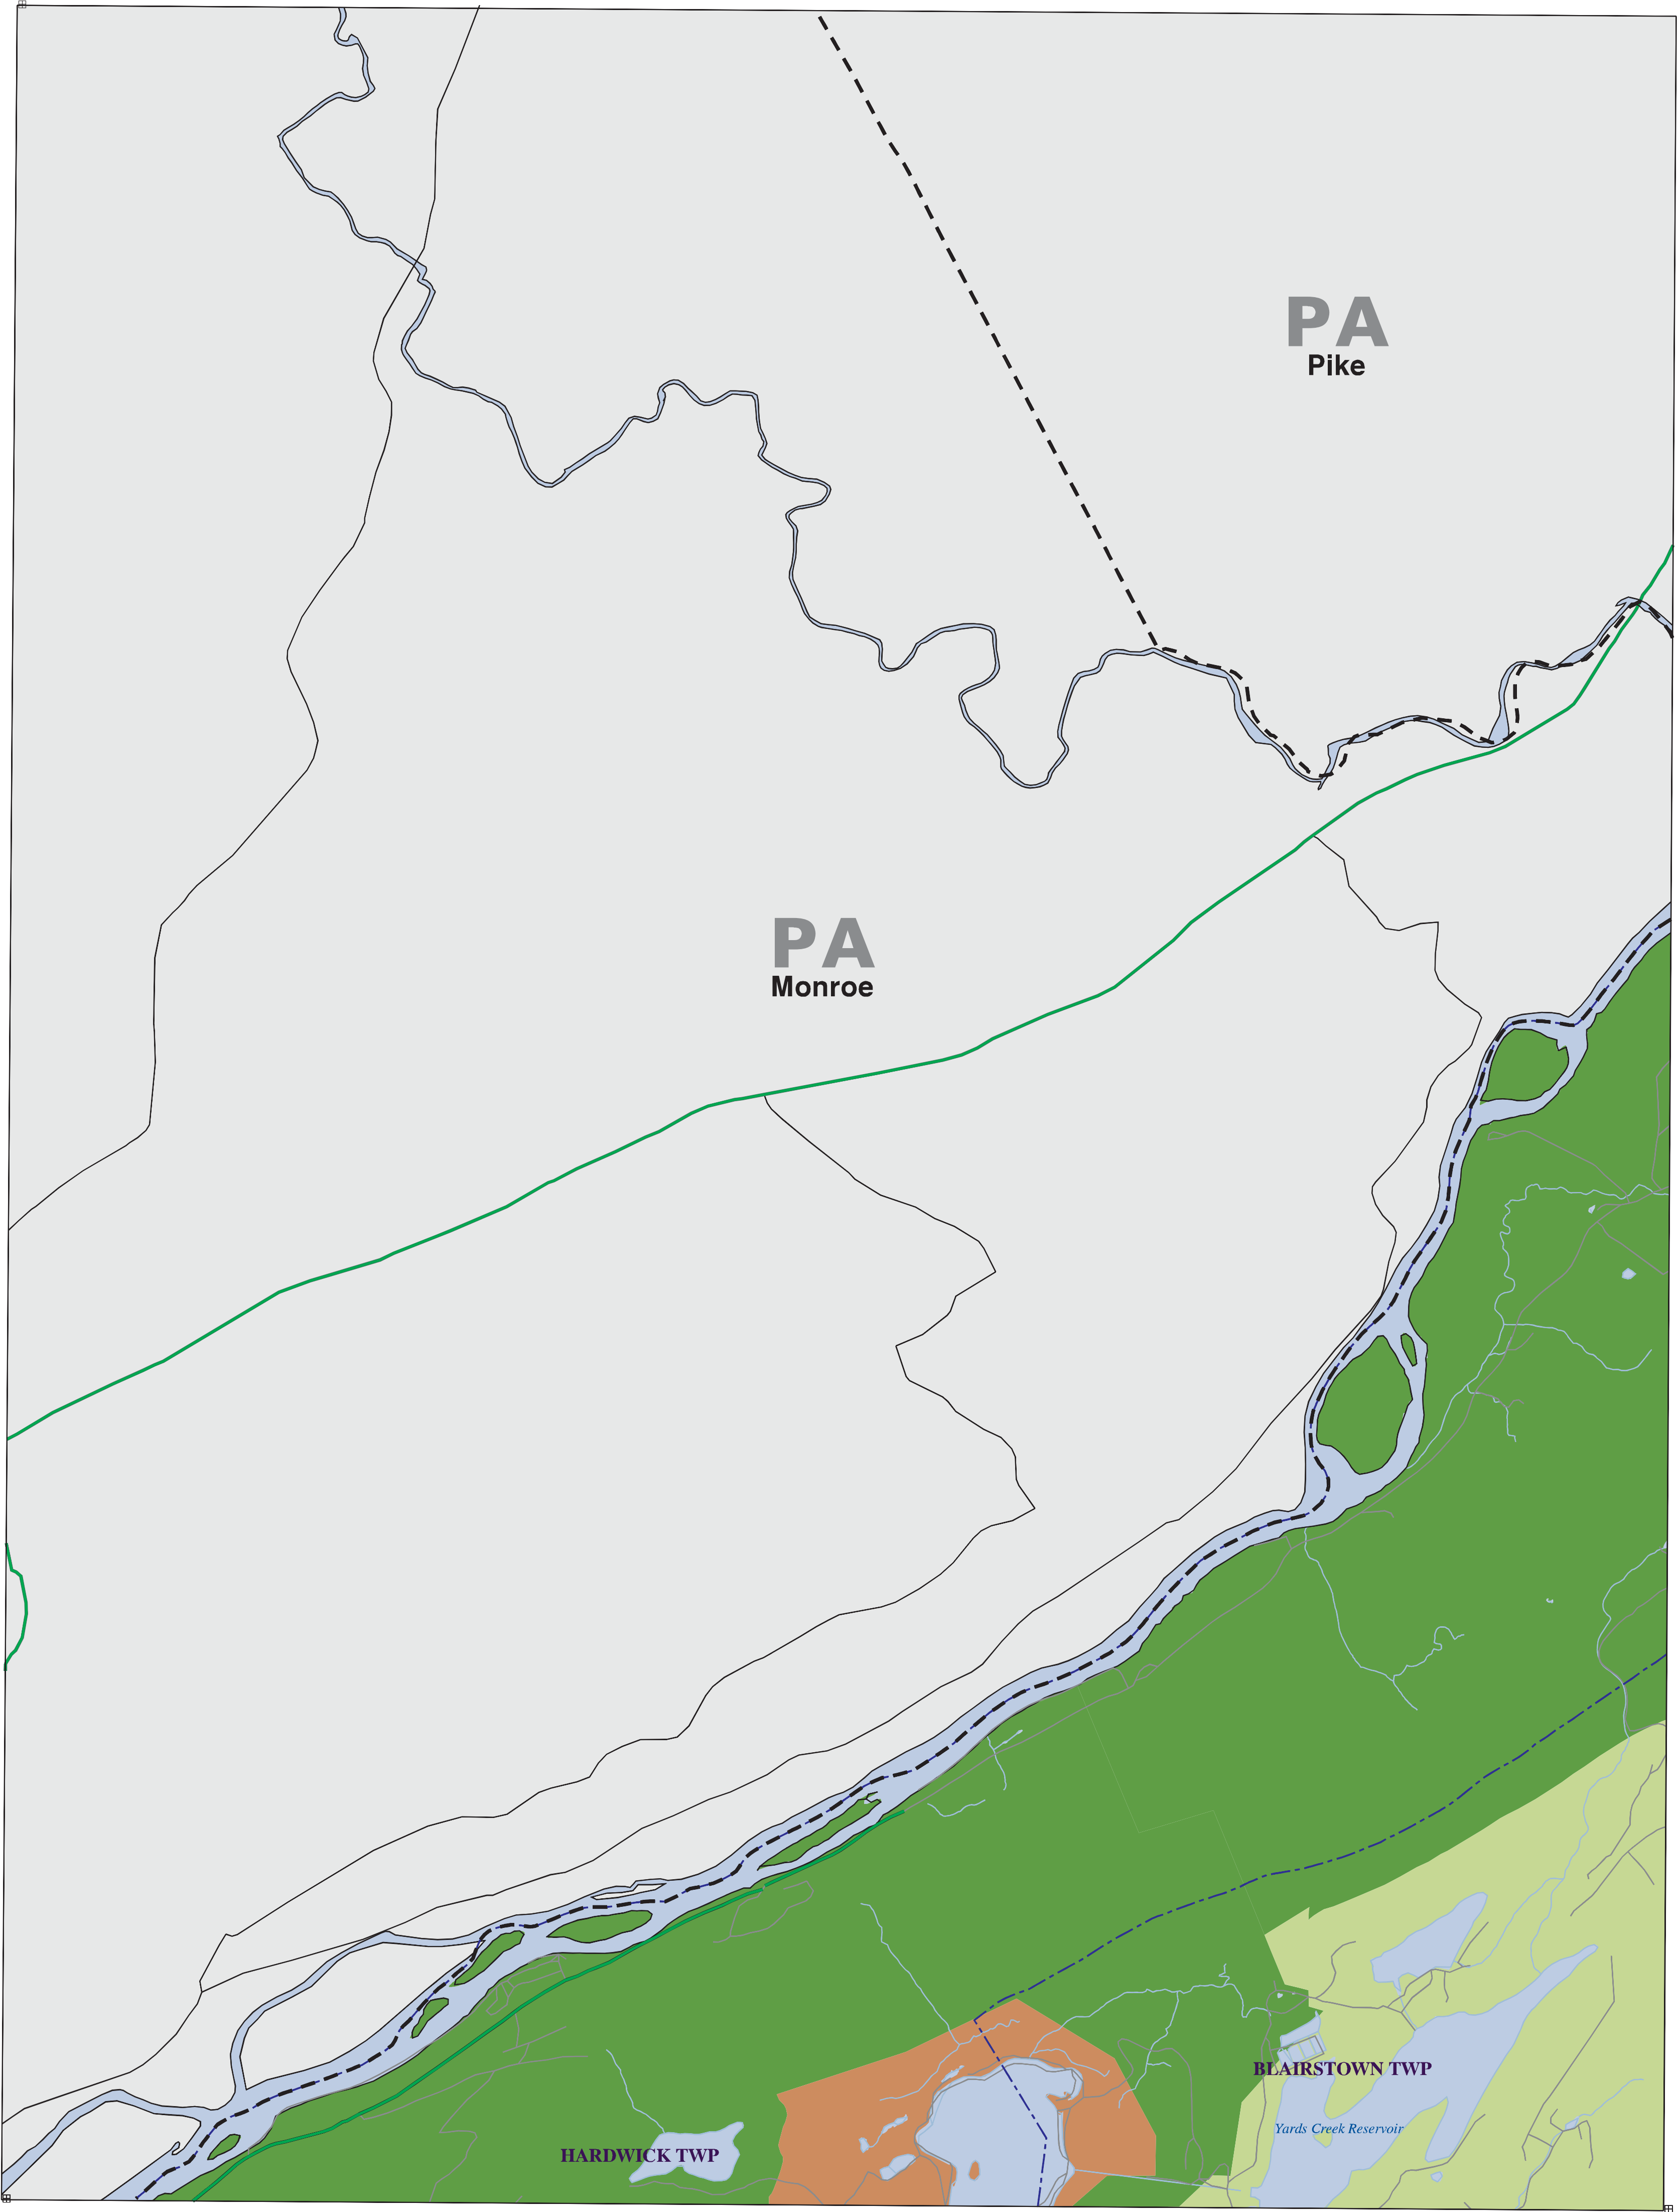 PA
Pike
PA
Monroe
BLAIRSTOWN TWP
Yards Creek Reservoir
HARDWICK TWP